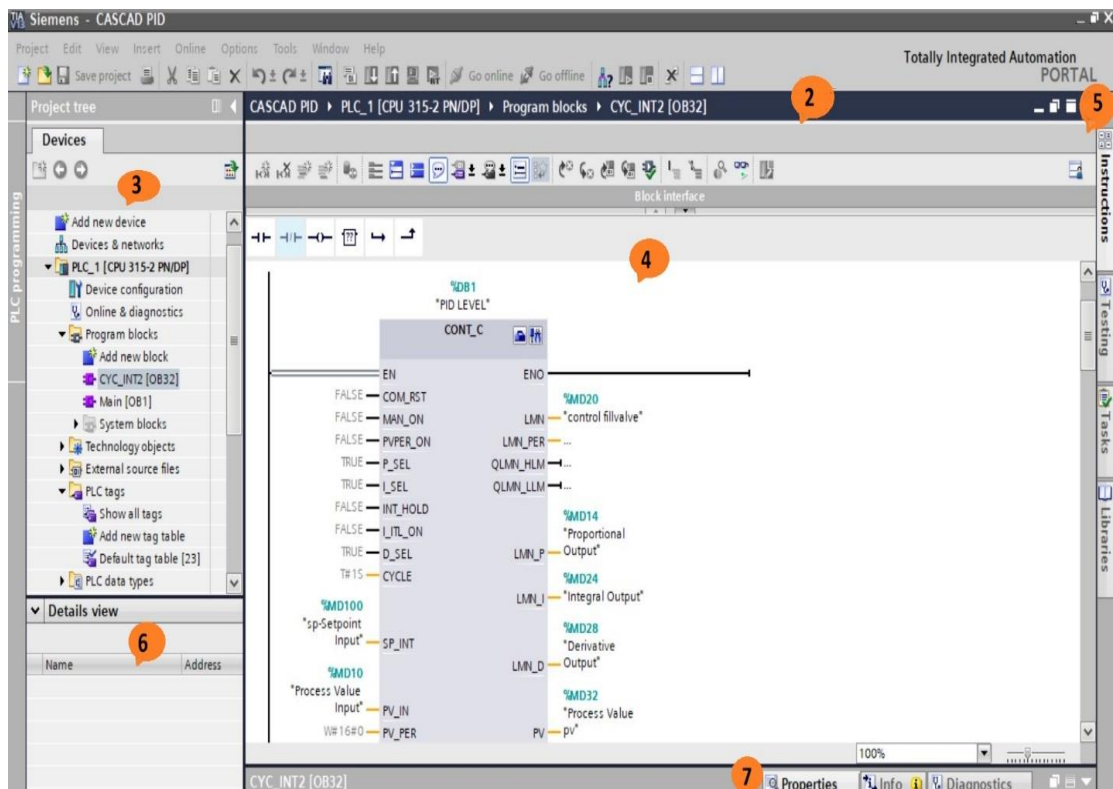 Siemens - CASCAD PID
Project Edit View Insert Online Options Tools Window Help
Save project Go online Go offline
Totally Integrated Automation
PORTAL
Project tree
CASCAD PID PLC_1 [CPU 315-2 PN/DP] Program blocks CYC_INT2 [OB32]
2
5
Devices
3
PLC programming
Add new device
Devices & networks
PLC_1 [CPU 315-2 PN/DP]
Device configuration
Online & diagnostics
Program blocks
Add new block
CYC_INT2 [OB32]
Main [OB1]
System blocks
Technology objects
External source files
PLC tags
Show all tags
Add new tag table
Default tag table [23]
PLC data types
Details view
6
Name Address
Block interface
??
4
%DB1
"PID LEVEL"
CONT_C
EN ENO
FALSE COM_RST
FALSE MAN_ON
FALSE PVPER_ON
TRUE P_SEL
TRUE I_SEL
FALSE INT_HOLD
FALSE I_ITL_ON
TRUE D_SEL
T#1S CYCLE
%MD100
"sp-Setpoint
Input" SP_INT
%MD10
"Process Value
Input" PV_IN
W#16#0 PV_PER
%MD20
LMN "control fillvalve"
LMN_PER ...
QLMN_HLM ...
QLMN_LLM ...
%MD14
"Proportional
LMN_P Output"
%MD24
LMN_I "Integral Output"
%MD28
"Derivative
LMN_D Output"
%MD32
"Process Value
PV pv"
100%
CYC_INT2 [OB32]
7
Properties Info Diagnostics
Instructions
Testing
Tasks
Libraries